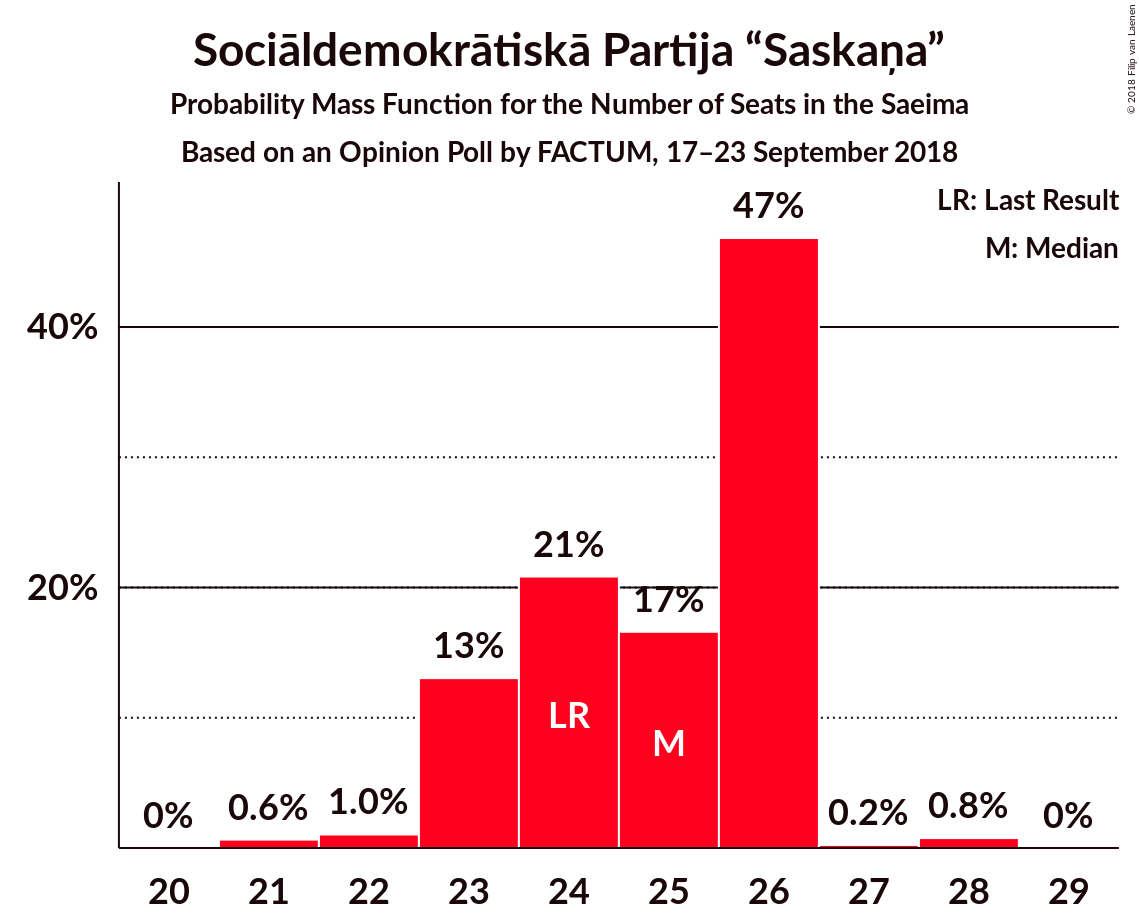 Sociāldemokrātiskā Partija “Saskaņa”
Probability Mass Function for the Number of Seats in the Saeima
Based on an Opinion Poll by FACTUM, 17–23 September 2018
© 2018 Filip van Laenen
LR: Last Result
M: Median
47%
40%
21%
20%
17%
13%
LR
M
0%
0.6%
1.0%
0.2%
0.8%
0%
20 21 22 23 24 25 26 27 28 29